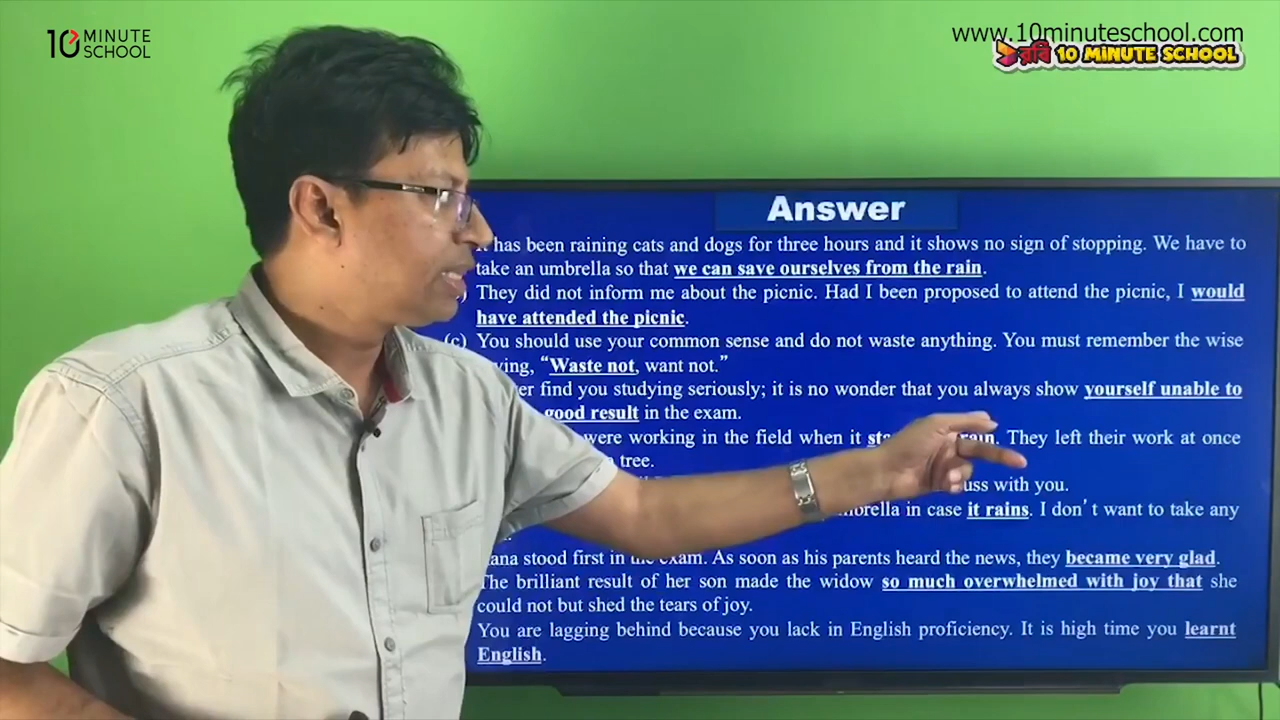 10 MINUTE SCHOOL
www.10minuteschool.com
রবি 10 MiNUTE SCHOOL
Answer
It has been raining cats and dogs for three hours and it shows no sign of stopping. We have to
take an umbrella so that we can save ourselves from the rain.
They did not inform me about the picnic. Had I been proposed to attend the picnic, I would
have attended the picnic.
(c) You should use your common sense and do not waste anything. You must remember the wise
“Waste not, want not.”
find you studying seriously; it is no wonder that you always show yourself unable to
good result in the exam.
were working in the field when it rain. They left their work at once
tree.
with you.
in case it rains. I don’t want to take any
stood first in the exam. As soon as his parents heard the news, they became very glad.
The brilliant result of her son made the widow so much overwhelmed with joy that she
could not but shed the tears of joy.
You are lagging behind because you lack in English proficiency. It is high time you learnt
English.